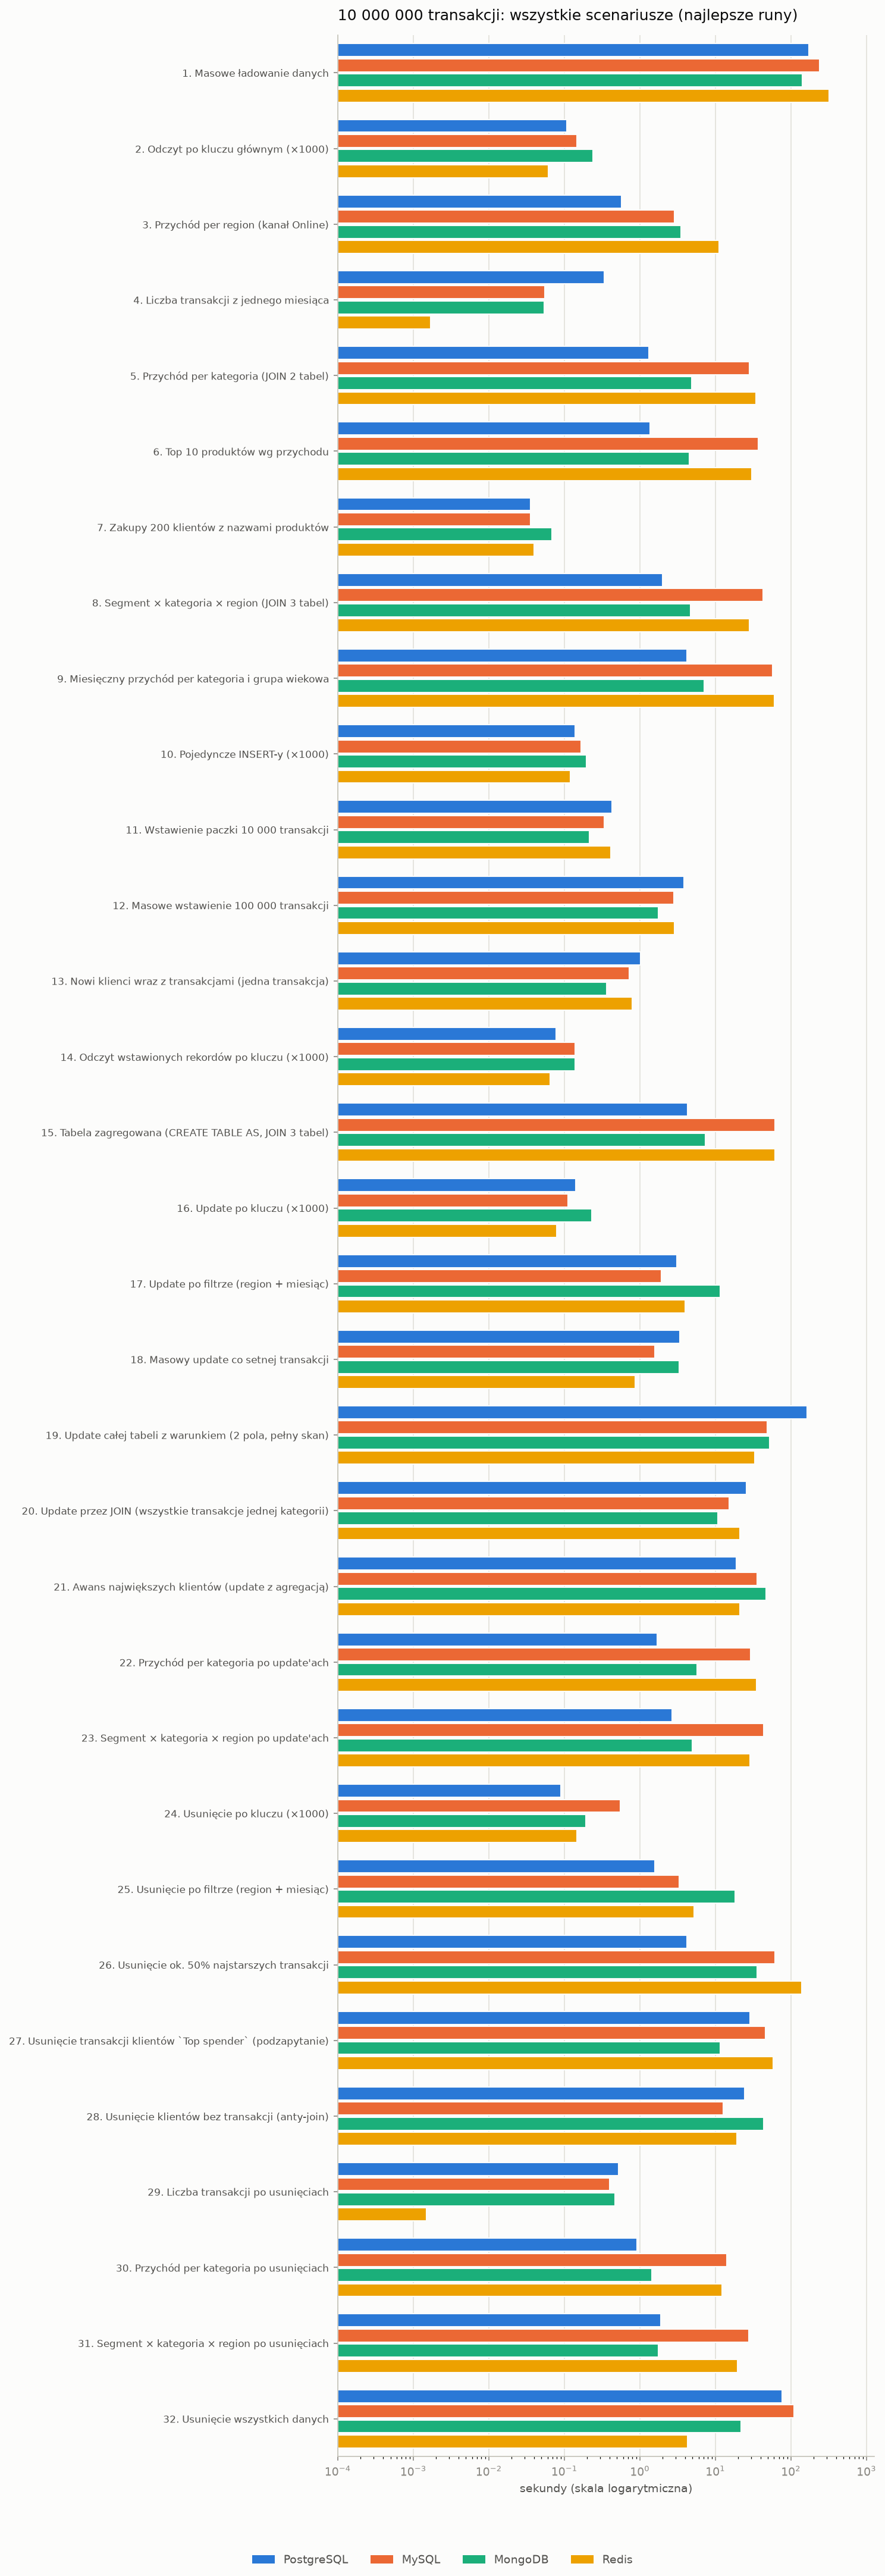 10 000 000 transakcji: wszystkie scenariusze (najlepsze runy)
1. Masowe ładowanie danych
2. Odczyt po kluczu głównym (×1000)
3. Przychód per region (kanał Online)
4. Liczba transakcji z jednego miesiąca
5. Przychód per kategoria (JOIN 2 tabel)
6. Top 10 produktów wg przychodu
7. Zakupy 200 klientów z nazwami produktów
8. Segment × kategoria × region (JOIN 3 tabel)
9. Miesięczny przychód per kategoria i grupa wiekowa
10. Pojedyncze INSERT-y (×1000)
11. Wstawienie paczki 10 000 transakcji
12. Masowe wstawienie 100 000 transakcji
13. Nowi klienci wraz z transakcjami (jedna transakcja)
14. Odczyt wstawionych rekordów po kluczu (×1000)
15. Tabela zagregowana (CREATE TABLE AS, JOIN 3 tabel)
16. Update po kluczu (×1000)
17. Update po filtrze (region + miesiąc)
18. Masowy update co setnej transakcji
19. Update całej tabeli z warunkiem (2 pola, pełny skan)
20. Update przez JOIN (wszystkie transakcje jednej kategorii)
21. Awans największych klientów (update z agregacją)
22. Przychód per kategoria po update'ach
23. Segment × kategoria × region po update'ach
24. Usunięcie po kluczu (×1000)
25. Usunięcie po filtrze (region + miesiąc)
26. Usunięcie ok. 50% najstarszych transakcji
27. Usunięcie transakcji klientów `Top spender` (podzapytanie)
28. Usunięcie klientów bez transakcji (anty-join)
29. Liczba transakcji po usunięciach
30. Przychód per kategoria po usunięciach
31. Segment × kategoria × region po usunięciach
32. Usunięcie wszystkich danych
10⁻⁴ 10⁻³ 10⁻² 10⁻¹ 10⁰ 10¹ 10² 10³
sekundy (skala logarytmiczna)
PostgreSQL MySQL MongoDB Redis